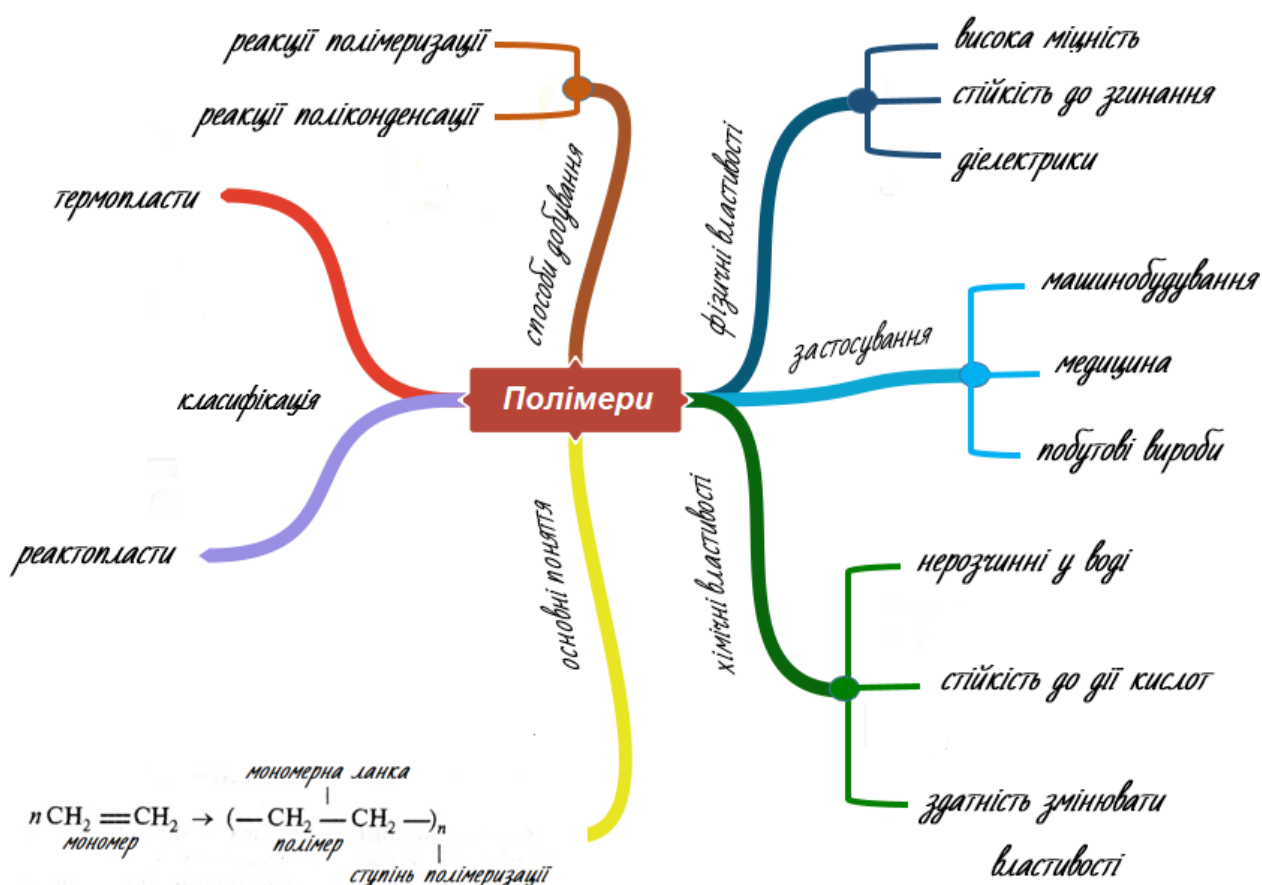 реакції полімеризації
реакції поліконденсації
способи добування
термопласти
класифікація
реактопласти
Полімери
фізичні властивості
висока міцність
стійкість до згинання
діелектрики
застосування
машинобудування
медицина
побутові вироби
хімічні властивості
нерозчинні у воді
стійкість до дії кислот
здатність змінювати
властивості
основні поняття
мономерна ланка
nCH₂=CH₂ → (—CH₂—CH₂—)ₙ
мономер
полімер
ступінь полімеризації